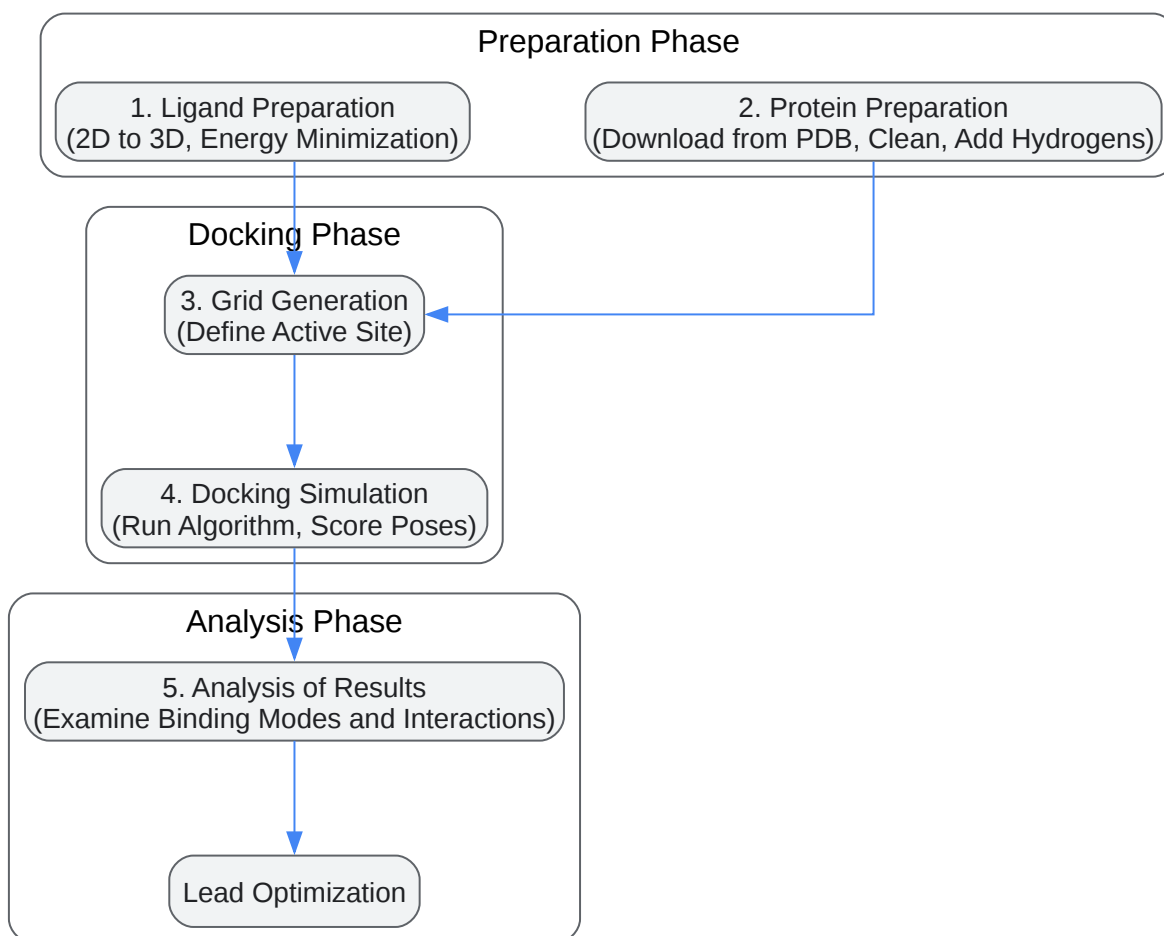 Preparation Phase
1. Ligand Preparation
(2D to 3D, Energy Minimization)
2. Protein Preparation
(Download from PDB, Clean, Add Hydrogens)
Docking Phase
3. Grid Generation
(Define Active Site)
4. Docking Simulation
(Run Algorithm, Score Poses)
Analysis Phase
5. Analysis of Results
(Examine Binding Modes and Interactions)
Lead Optimization